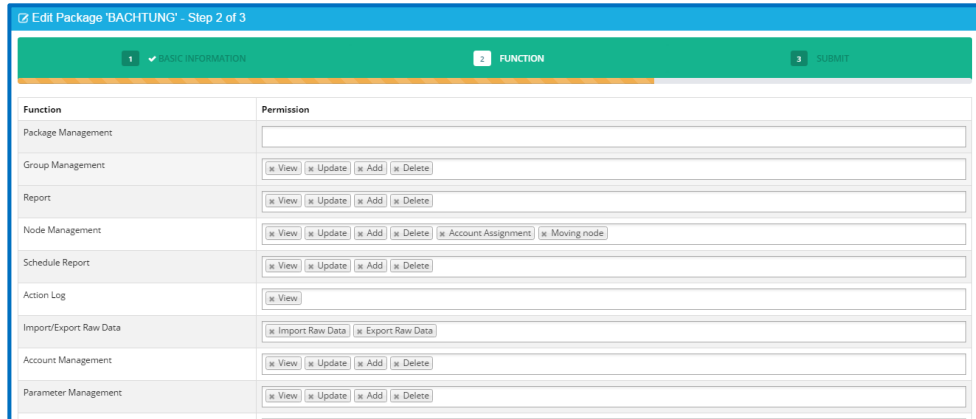 Edit Package 'BACHTUNG' - Step 2 of 3
1 BASIC INFORMATION 2 FUNCTION 3 SUBMIT
Function Permission
Package Management
Group Management × View × Update × Add × Delete
Report × View × Update × Add × Delete
Node Management × View × Update × Add × Delete × Account Assignment × Moving node
Schedule Report × View × Update × Add × Delete
Action Log × View
Import/Export Raw Data × Import Raw Data × Export Raw Data
Account Management × View × Update × Add × Delete
Parameter Management × View × Update × Add × Delete